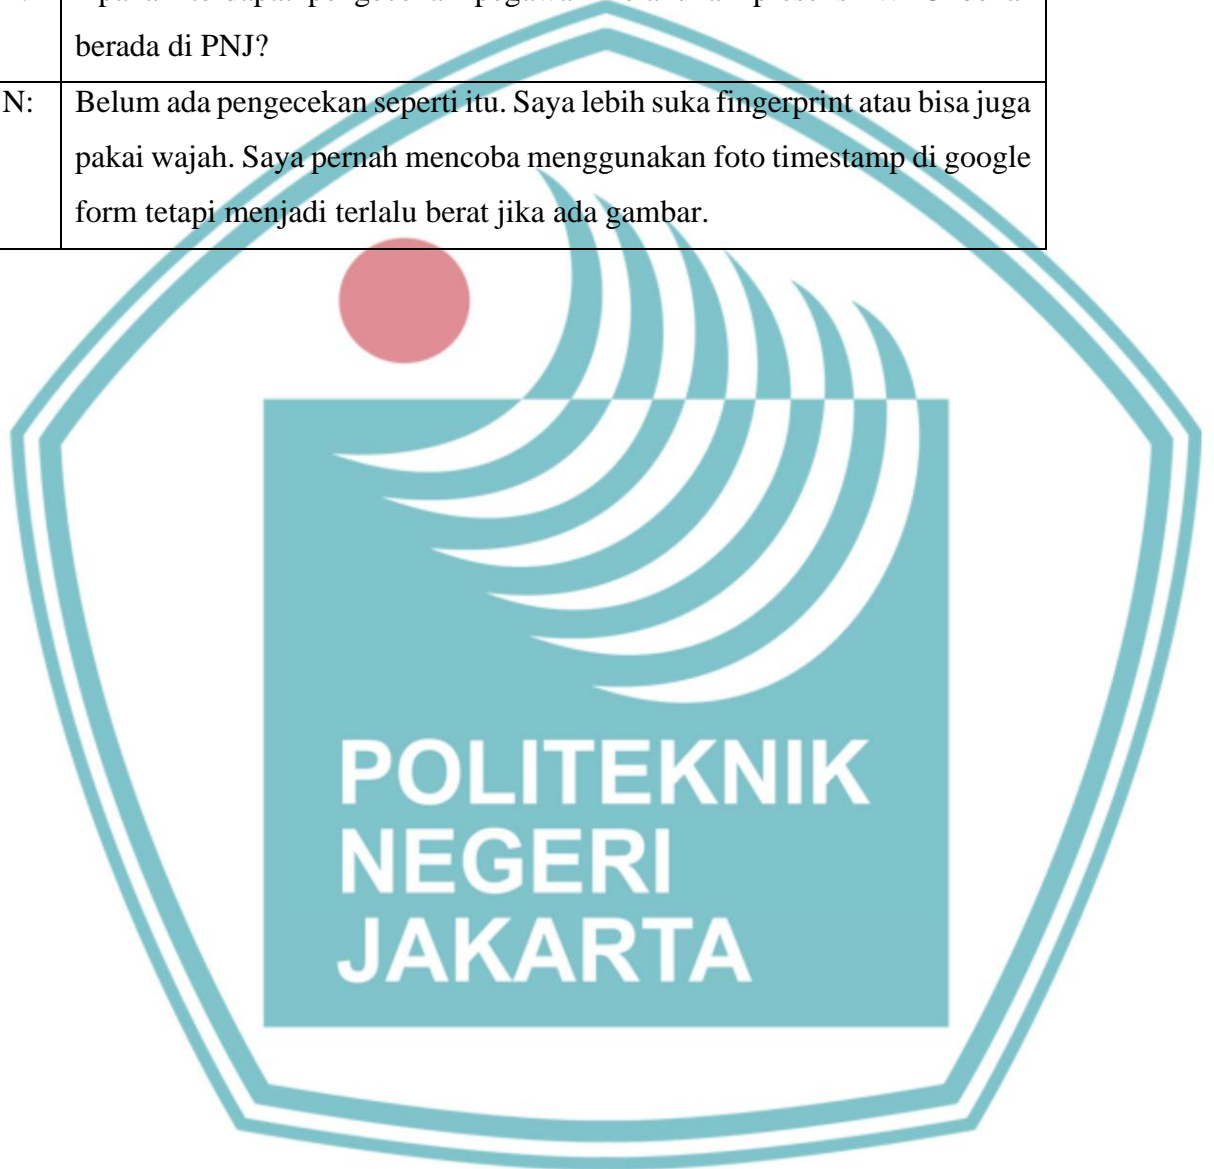 berada di PNJ?
N: Belum ada pengecekan seperti itu. Saya lebih suka fingerprint atau bisa juga
pakai wajah. Saya pernah mencoba menggunakan foto timestamp di google
form tetapi menjadi terlalu berat jika ada gambar.
POLITEKNIK
NEGERI
JAKARTA